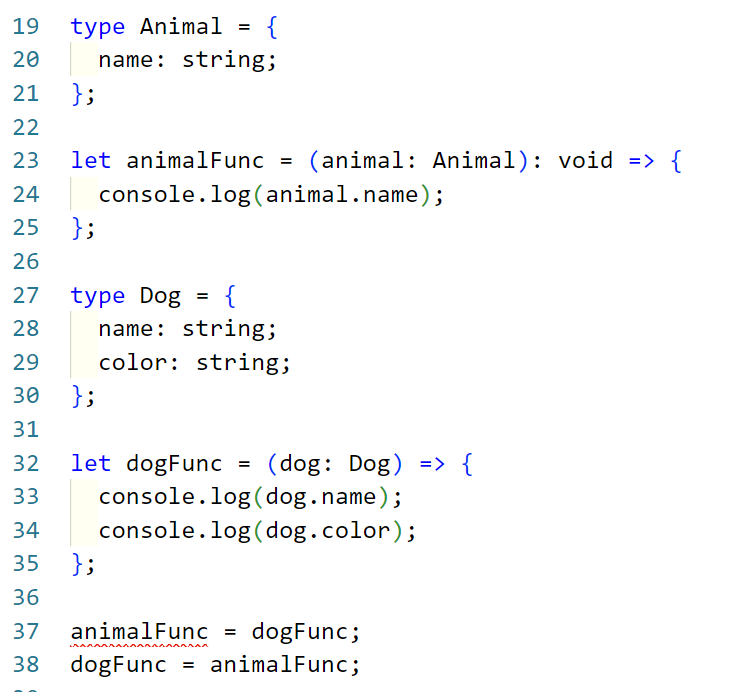 19 type Animal = {
20   name: string;
21 };
22
23 let animalFunc = (animal: Animal): void => {
24   console.log(animal.name);
25 };
26
27 type Dog = {
28   name: string;
29   color: string;
30 };
31
32 let dogFunc = (dog: Dog) => {
33   console.log(dog.name);
34   console.log(dog.color);
35 };
36
37 animalFunc = dogFunc;
38 dogFunc = animalFunc;